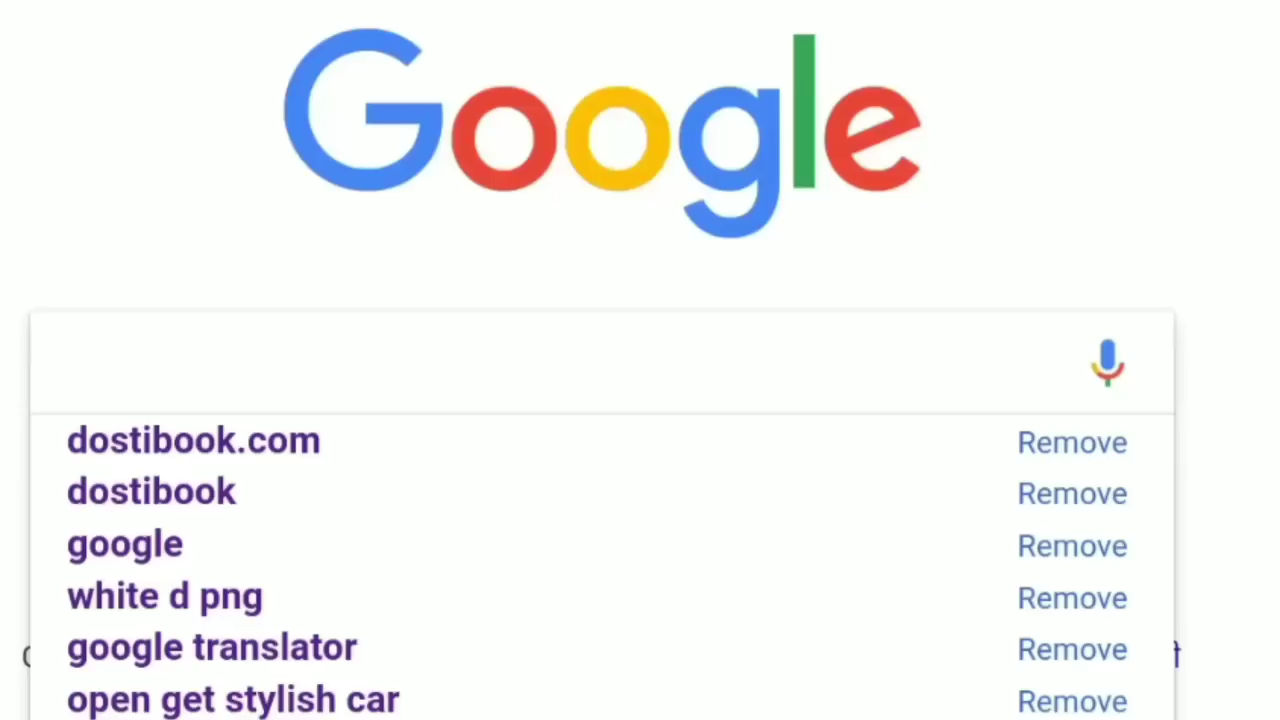 Google
dostibook.com Remove
dostibook Remove
google Remove
white d png Remove
google translator Remove
open get stylish car Remove